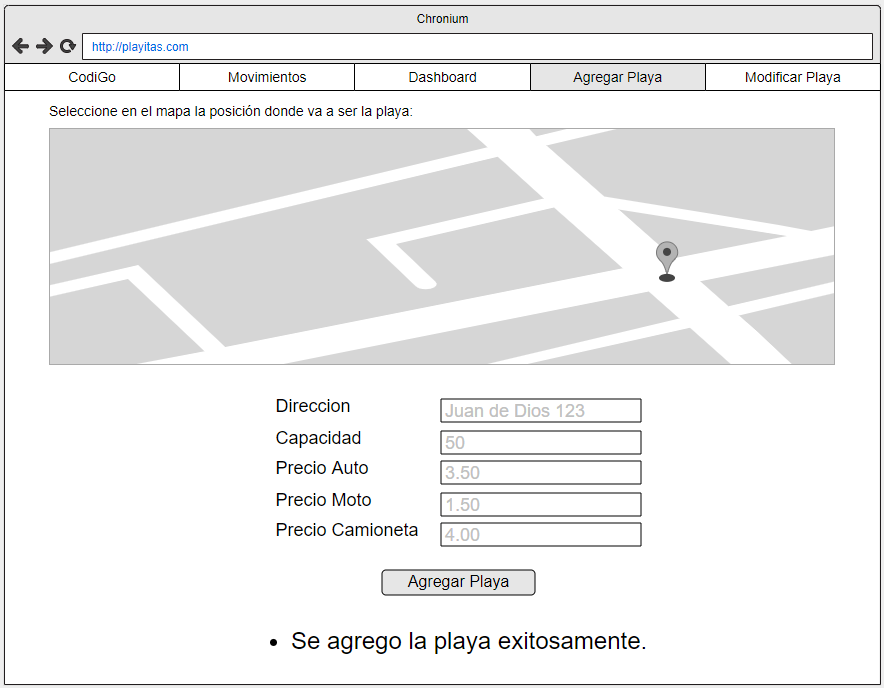 Chronium
http://playitas.com
CodiGo
Movimientos
Dashboard
Agregar Playa
Modificar Playa
Seleccione en el mapa la posición donde va a ser la playa:
Direccion
Juan de Dios 123
Capacidad
50
Precio Auto
3.50
Precio Moto
1.50
Precio Camioneta
4.00
Agregar Playa
• Se agrego la playa exitosamente.